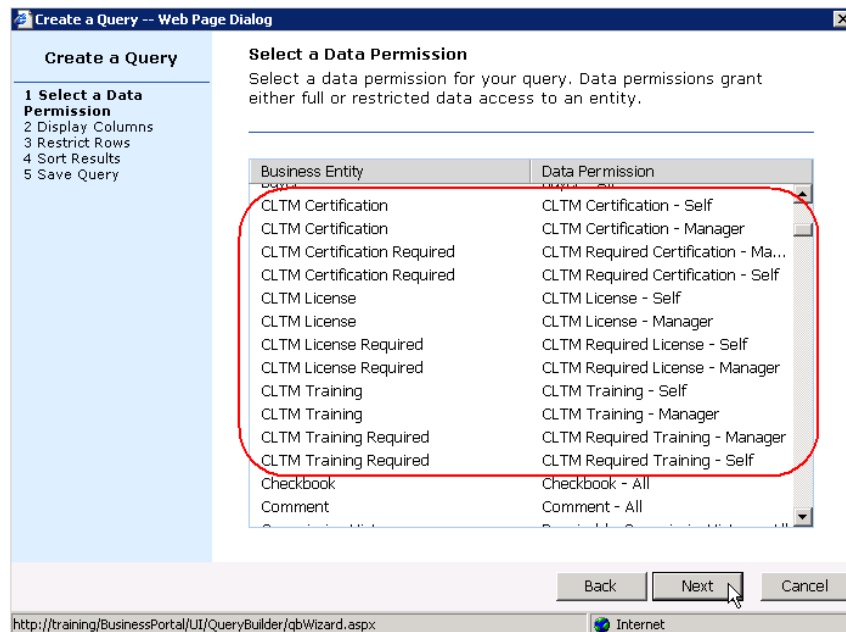 Create a Query -- Web Page Dialog
Create a Query
1 Select a Data
Permission
2 Display Columns
3 Restrict Rows
4 Sort Results
5 Save Query
Select a Data Permission
Select a data permission for your query. Data permissions grant
either full or restricted data access to an entity.
Business Entity Data Permission
CLTM Certification CLTM Certification - Self
CLTM Certification CLTM Certification - Manager
CLTM Certification Required CLTM Required Certification - Ma...
CLTM Certification Required CLTM Required Certification - Self
CLTM License CLTM License - Self
CLTM License CLTM License - Manager
CLTM License Required CLTM Required License - Self
CLTM License Required CLTM Required License - Manager
CLTM Training CLTM Training - Self
CLTM Training CLTM Training - Manager
CLTM Training Required CLTM Required Training - Manager
CLTM Training Required CLTM Required Training - Self
Checkbook Checkbook - All
Comment Comment - All
Back Next Cancel
http://training/BusinessPortal/UI/QueryBuilder/qbWizard.aspx Internet